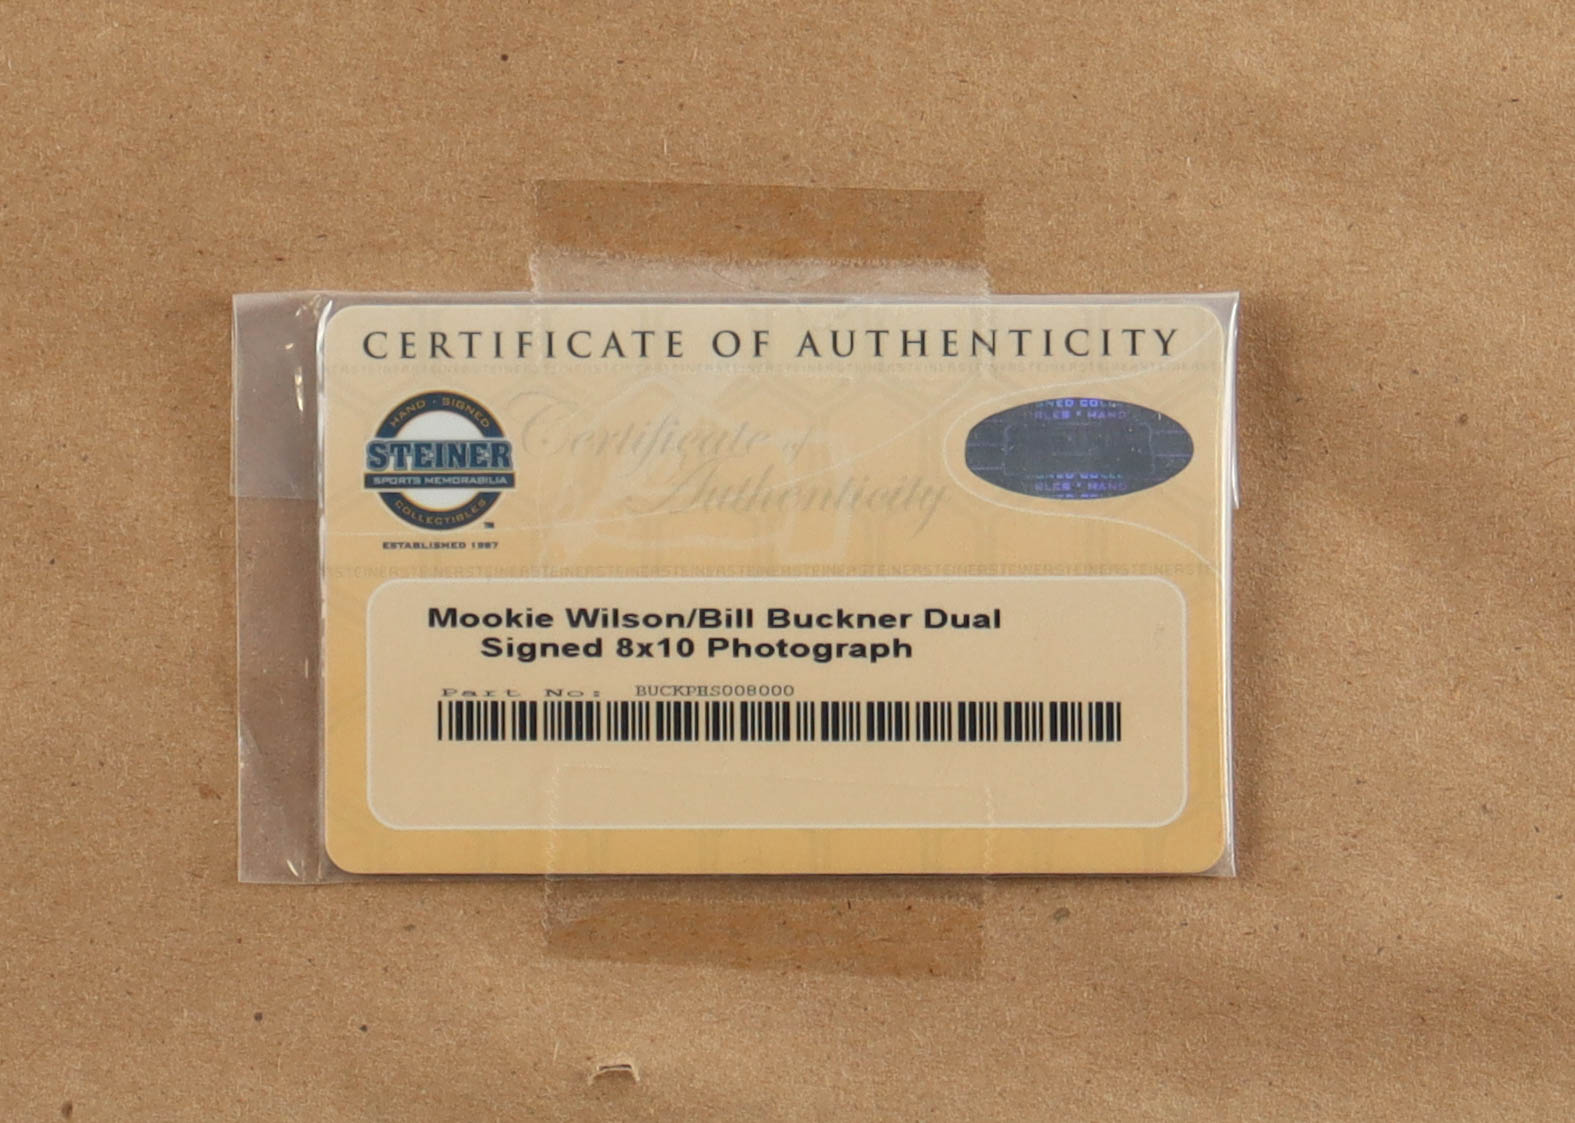 CERTIFICATE OF AUTHENTICITY
HAND · SIGNED
STEINER
SPORTS MEMORABILIA
COLLECTIBLES
™
ESTABLISHED 1987
Certificate of
Authenticity
Mookie Wilson/Bill Buckner Dual
Signed 8x10 Photograph
Part No: BUCKPHS008000